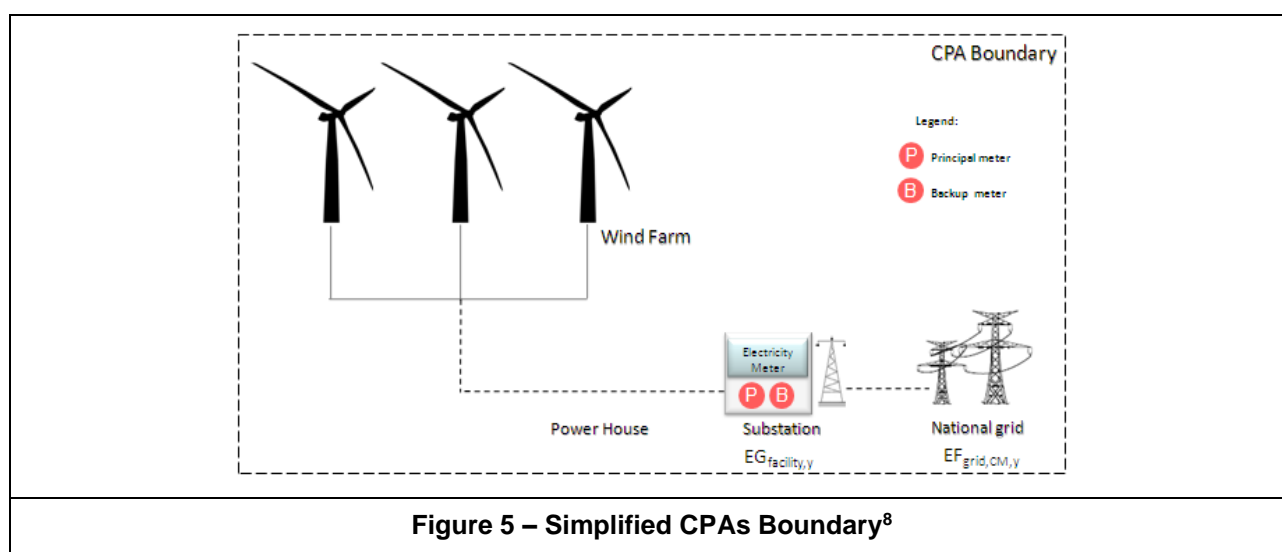 CPA Boundary
Legend:
P Principal meter
B Backup meter
Wind Farm
Electricity
Meter
P B
Power House Substation National grid
EGfacility,y EFgrid,CM,y
Figure 5 – Simplified CPAs Boundary8